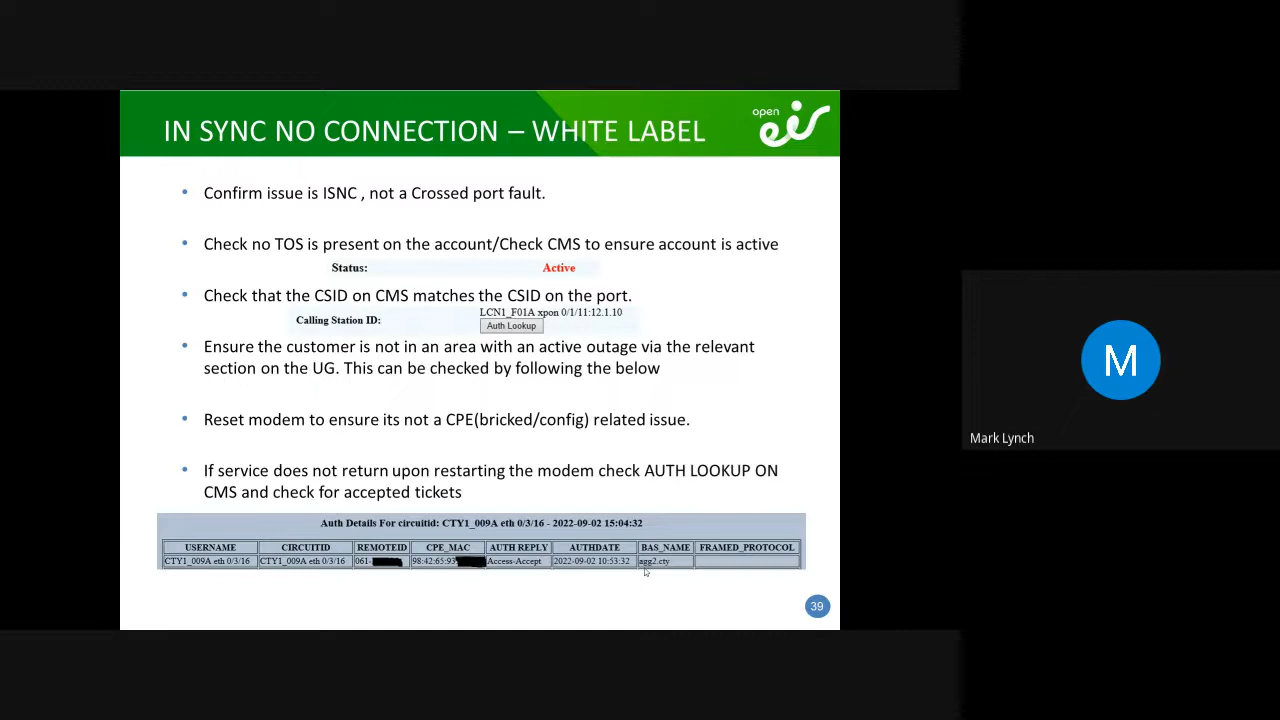 IN SYNC NO CONNECTION – WHITE LABEL
open
eir
• Confirm issue is ISNC , not a Crossed port fault.
• Check no TOS is present on the account/Check CMS to ensure account is active
Status: Active
• Check that the CSID on CMS matches the CSID on the port.
LCN1_F01A xpon 0/1/11:12.1.10
Calling Station ID:
Auth Lookup
• Ensure the customer is not in an area with an active outage via the relevant
section on the UG. This can be checked by following the below
• Reset modem to ensure its not a CPE(bricked/config) related issue.
• If service does not return upon restarting the modem check AUTH LOOKUP ON
CMS and check for accepted tickets
Auth Details For circuitid: CTY1_009A eth 0/3/16 - 2022-09-02 15:04:32
USERNAME CIRCUITID REMOTEID CPE_MAC AUTH REPLY AUTHDATE BAS_NAME FRAMED_PROTOCOL
CTY1_009A eth 0/3/16 CTY1_009A eth 0/3/16 061- 98:42:65:93 Access-Accept 2022-09-02 10:53:32 agg2.cty
39
M
Mark Lynch